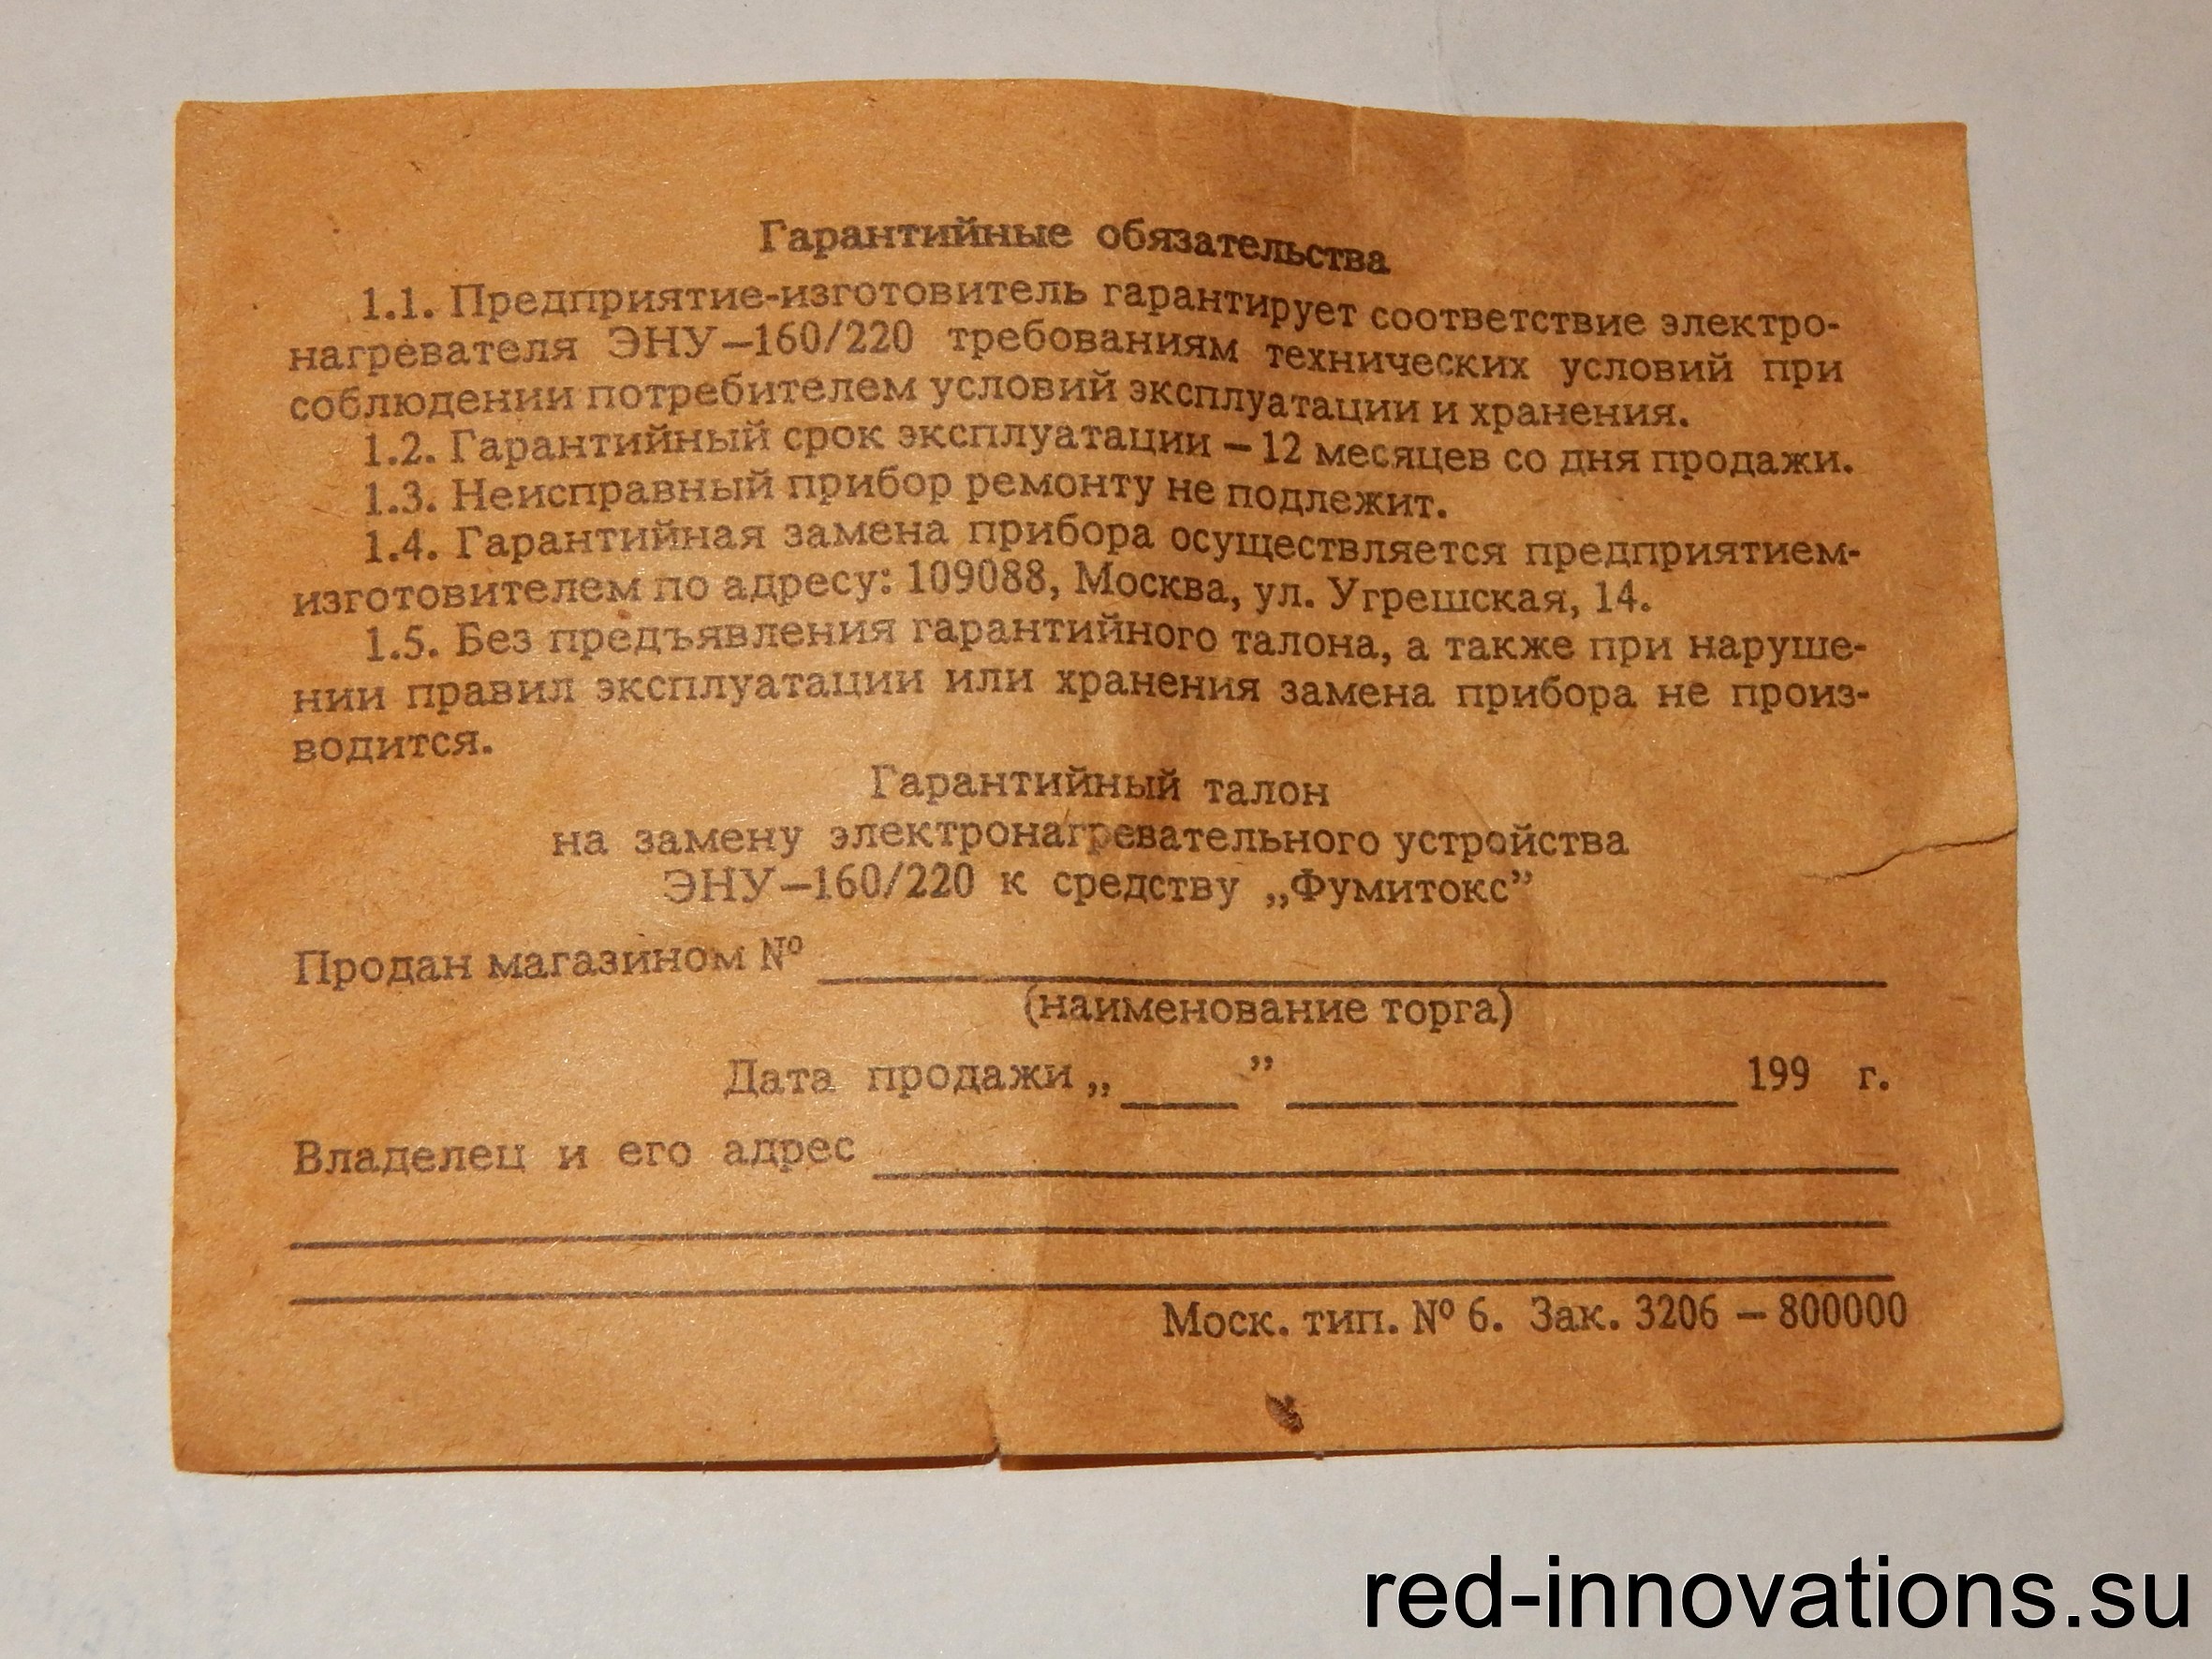 Гарантийные обязательства
1.1. Предприятие-изготовитель гарантирует соответствие электро-
нагревателя ЭНУ–160/220 требованиям технических условий при
соблюдении потребителем условий эксплуатации и хранения.
1.2. Гарантийный срок эксплуатации – 12 месяцев со дня продажи.
1.3. Неисправный прибор ремонту не подлежит.
1.4. Гарантийная замена прибора осуществляется предприятием-
изготовителем по адресу: 109088, Москва, ул. Угрешская, 14.
1.5. Без предъявления гарантийного талона, а также при наруше-
нии правил эксплуатации или хранения замена прибора не произ-
водится.
Гарантийный талон
на замену электронагревательного устройства
ЭНУ–160/220 к средству „Фумитокс”
Продан магазином № ____
(наименование торга)
Дата продажи „____” ____ 199 г.
Владелец и его адрес ____
Моск. тип. № 6. Зак. 3206 – 800000
red-innovations.su